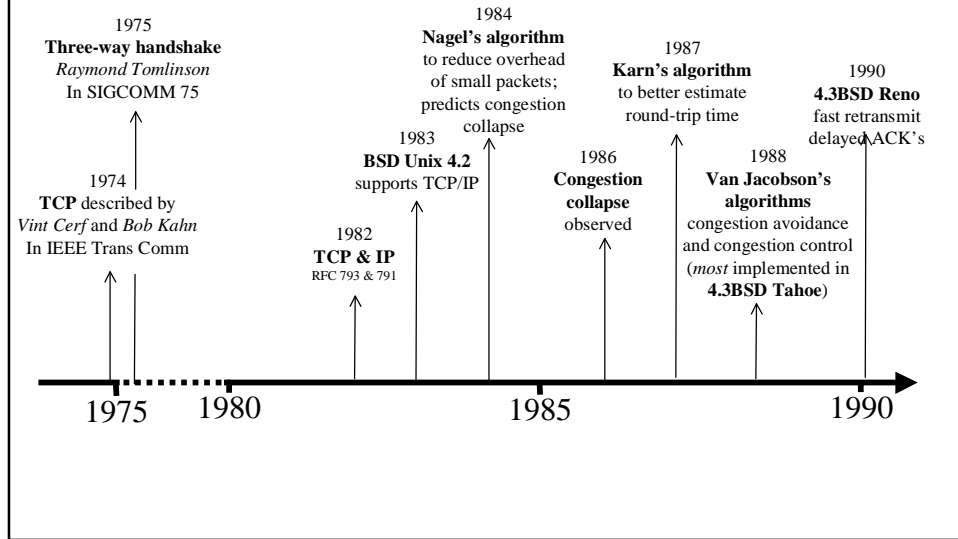 1975
Three-way handshake
Raymond Tomlinson
In SIGCOMM 75
1974
TCP described by
Vint Cerf and Bob Kahn
In IEEE Trans Comm
1982
TCP & IP
RFC 793 & 791
1983
BSD Unix 4.2
supports TCP/IP
1984
Nagel's algorithm
to reduce overhead
of small packets;
predicts congestion
collapse
1986
Congestion
collapse
observed
1987
Karn's algorithm
to better estimate
round-trip time
1988
Van Jacobson's
algorithms
congestion avoidance
and congestion control
(most implemented in
4.3BSD Tahoe)
1990
4.3BSD Reno
fast retransmit
delayed ACK's
1975
1980
1985
1990